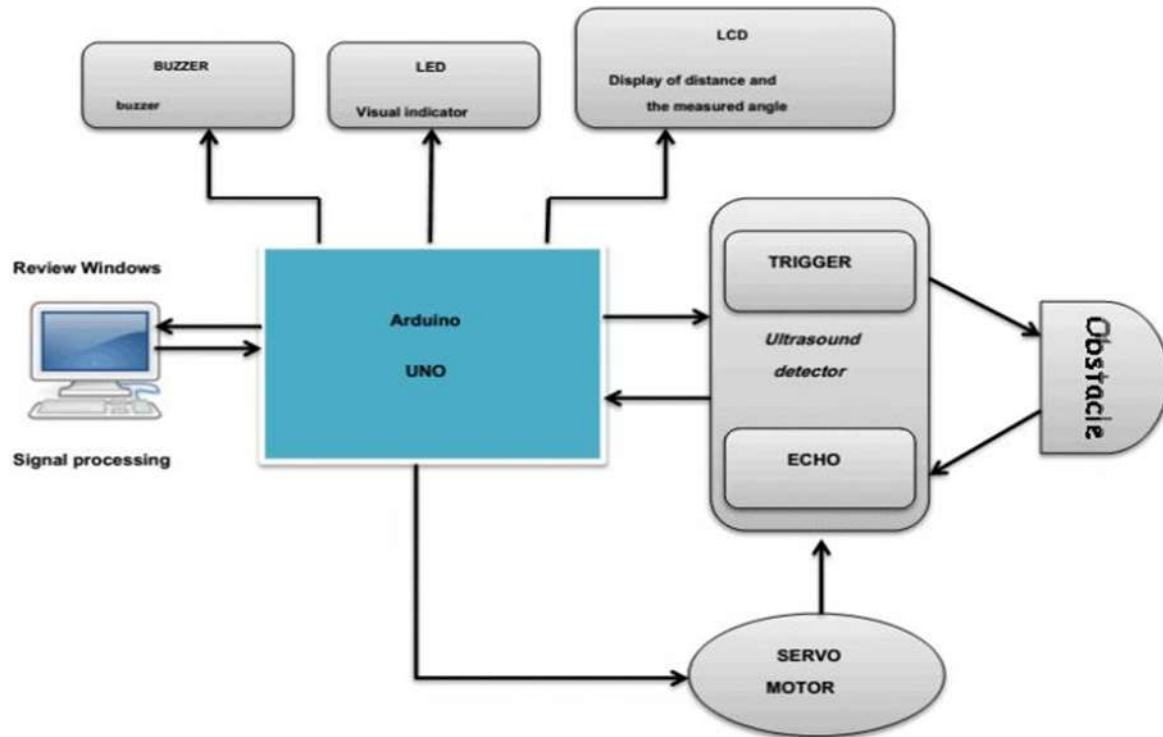 BUZZER
buzzer
LED
Visual indicator
LCD
Display of distance and
the measured angle
Review Windows
Signal processing
Arduino
UNO
TRIGGER
Ultrasound
detector
ECHO
Obstacle
SERVO
MOTOR